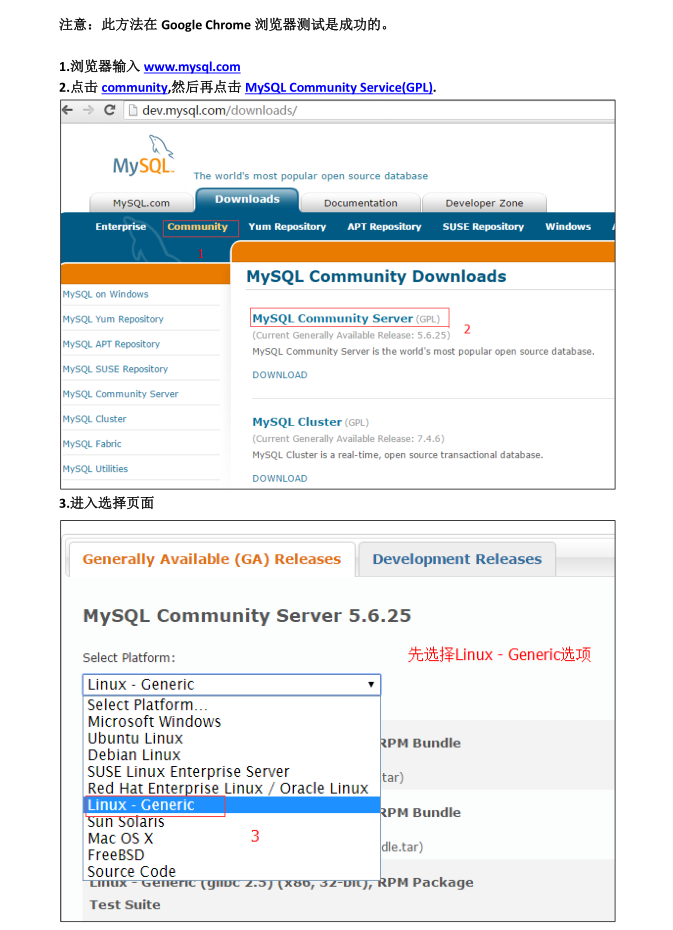 注意：此方法在 Google Chrome 浏览器测试是成功的。
1.浏览器输入 www.mysql.com
2.点击 community,然后再点击 MySQL Community Service(GPL).
dev.mysql.com/downloads/
MySQL
The world's most popular open source database
MySQL.com Downloads Documentation Developer Zone
Enterprise Community Yum Repository APT Repository SUSE Repository Windows
1
MySQL Community Downloads
MySQL on Windows
MySQL Yum Repository
MySQL APT Repository
MySQL SUSE Repository
MySQL Community Server
MySQL Cluster
MySQL Fabric
MySQL Utilities
MySQL Community Server (GPL)
2
(Current Generally Available Release: 5.6.25)
MySQL Community Server is the world's most popular open source database.
DOWNLOAD
MySQL Cluster (GPL)
(Current Generally Available Release: 7.4.6)
MySQL Cluster is a real-time, open source transactional database.
DOWNLOAD
3.进入选择页面
Generally Available (GA) Releases Development Releases
MySQL Community Server 5.6.25
Select Platform:
先选择Linux - Generic选项
Linux - Generic
Select Platform...
Microsoft Windows
Ubuntu Linux
Debian Linux
SUSE Linux Enterprise Server
Red Hat Enterprise Linux / Oracle Linux
Linux - Generic
Sun Solaris
Mac OS X
FreeBSD
Source Code
3
RPM Bundle
tar)
RPM Bundle
dle.tar)
Linux - Generic (glibc 2.5) (x86, 32-bit), RPM Package
Test Suite